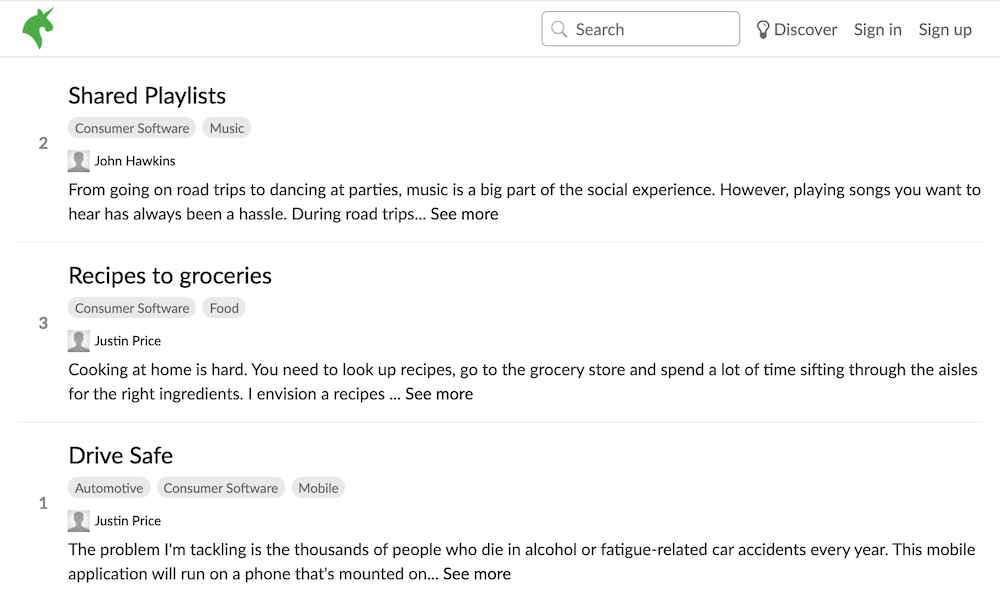 Search
Discover
Sign in
Sign up
Shared Playlists
Consumer Software
Music
2
John Hawkins
From going on road trips to dancing at parties, music is a big part of the social experience. However, playing songs you want to
hear has always been a hassle. During road trips... See more
Recipes to groceries
Consumer Software
Food
3
Justin Price
Cooking at home is hard. You need to look up recipes, go to the grocery store and spend a lot of time sifting through the aisles
for the right ingredients. I envision a recipes ... See more
Drive Safe
Automotive
Consumer Software
Mobile
1
Justin Price
The problem I'm tackling is the thousands of people who die in alcohol or fatigue-related car accidents every year. This mobile
application will run on a phone that's mounted on... See more